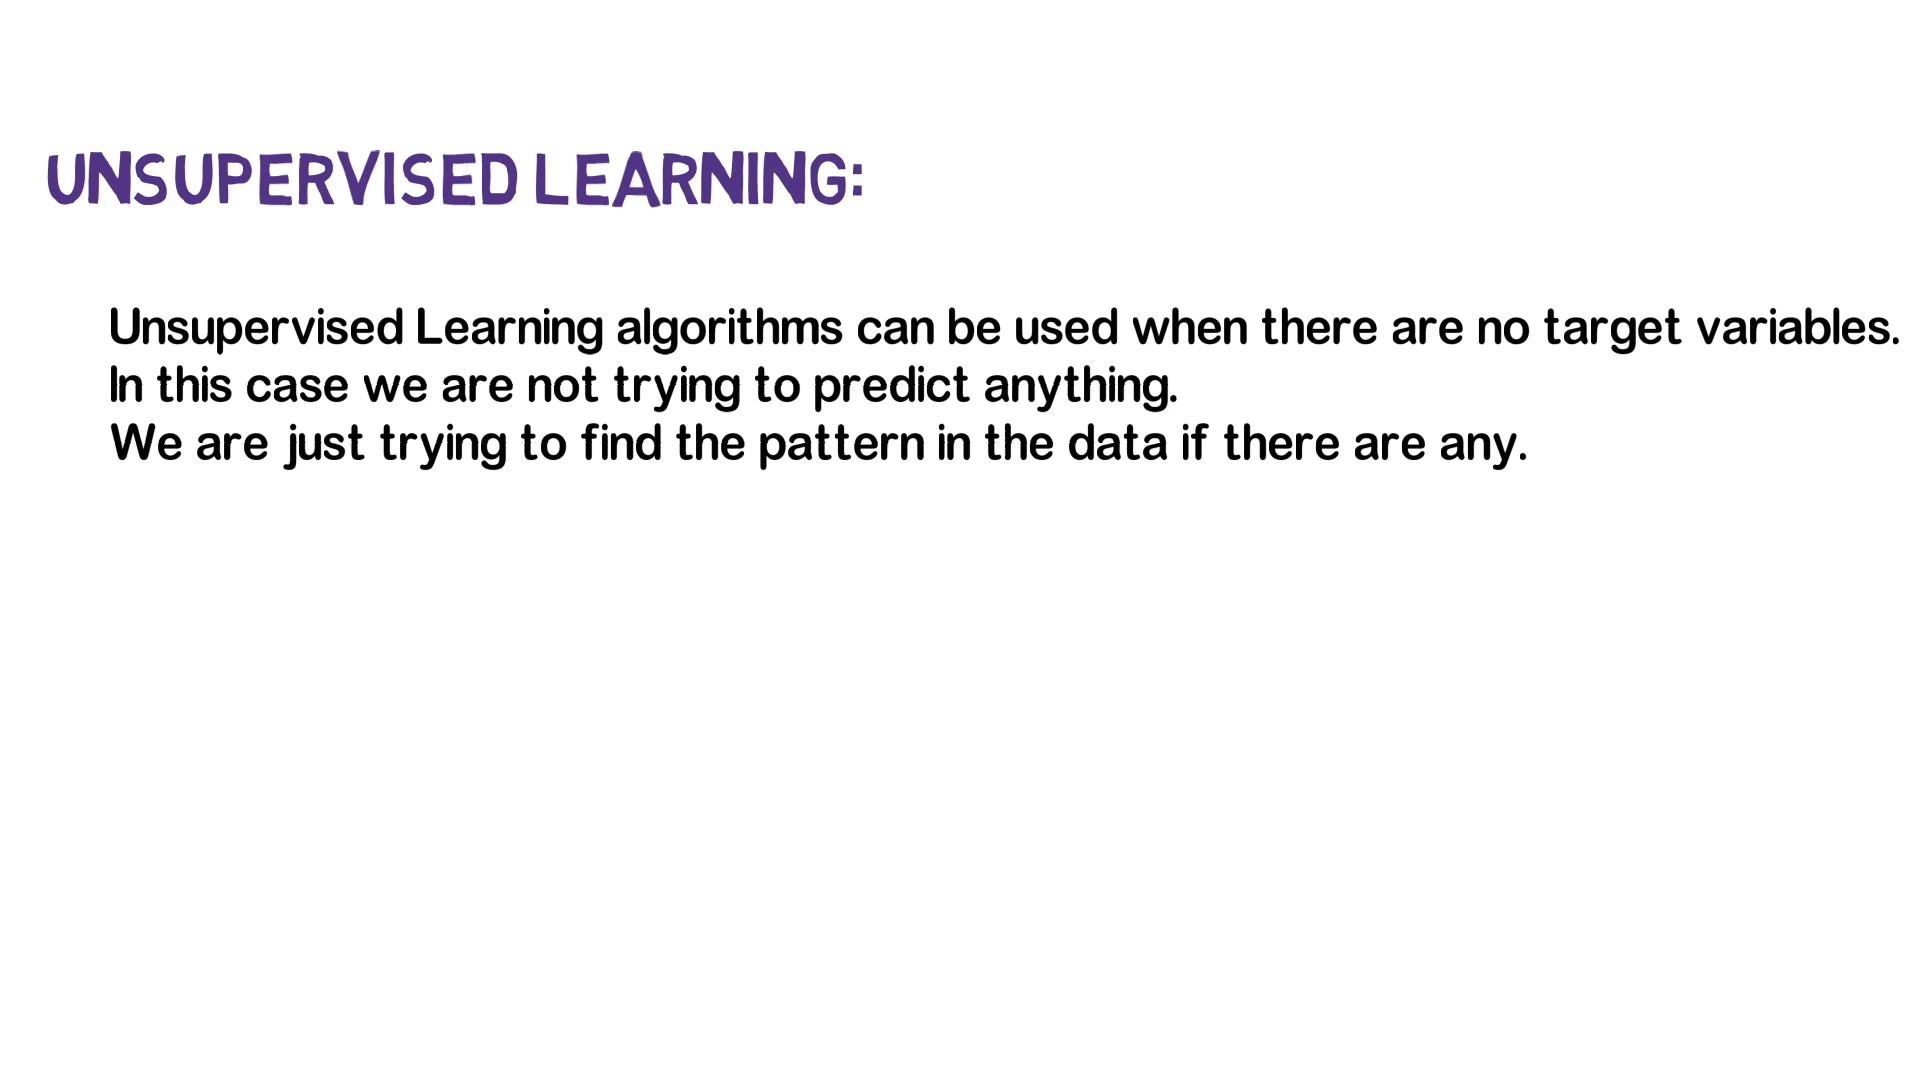 UNSUPERVISED LEARNING:
Unsupervised Learning algorithms can be used when there are no target variables.
In this case we are not trying to predict anything.
We are just trying to find the pattern in the data if there are any.